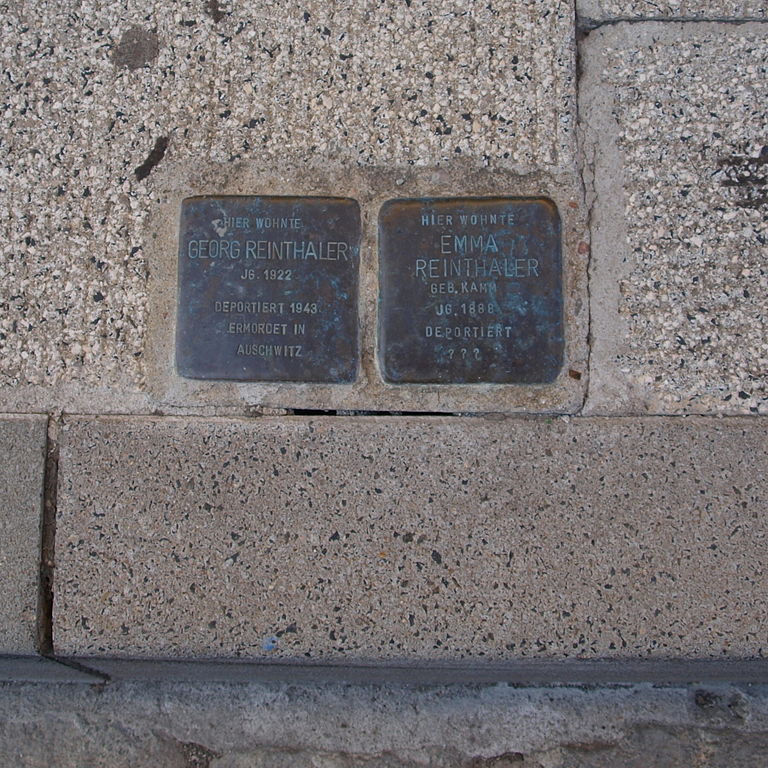 HIER WOHNTE
GEORG REINTHALER
JG. 1922
DEPORTIERT 1943
ERMORDET IN
AUSCHWITZ
HIER WOHNTE
EMMA
REINTHALER
GEB. KAMM
JG. 1888
DEPORTIERT
???